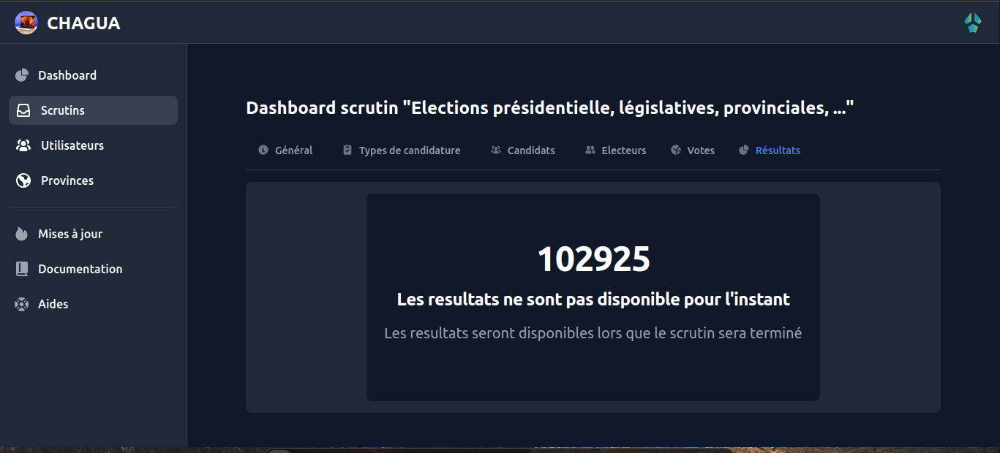 CHAGUA
Dashboard
Scrutins
Utilisateurs
Provinces
Mises à jour
Documentation
Aides
Dashboard scrutin "Elections présidentielle, législatives, provinciales, ..."
Général Types de candidature Candidats Electeurs Votes Résultats
102925
Les resultats ne sont pas disponible pour l'instant
Les resultats seront disponibles lors que le scrutin sera terminé